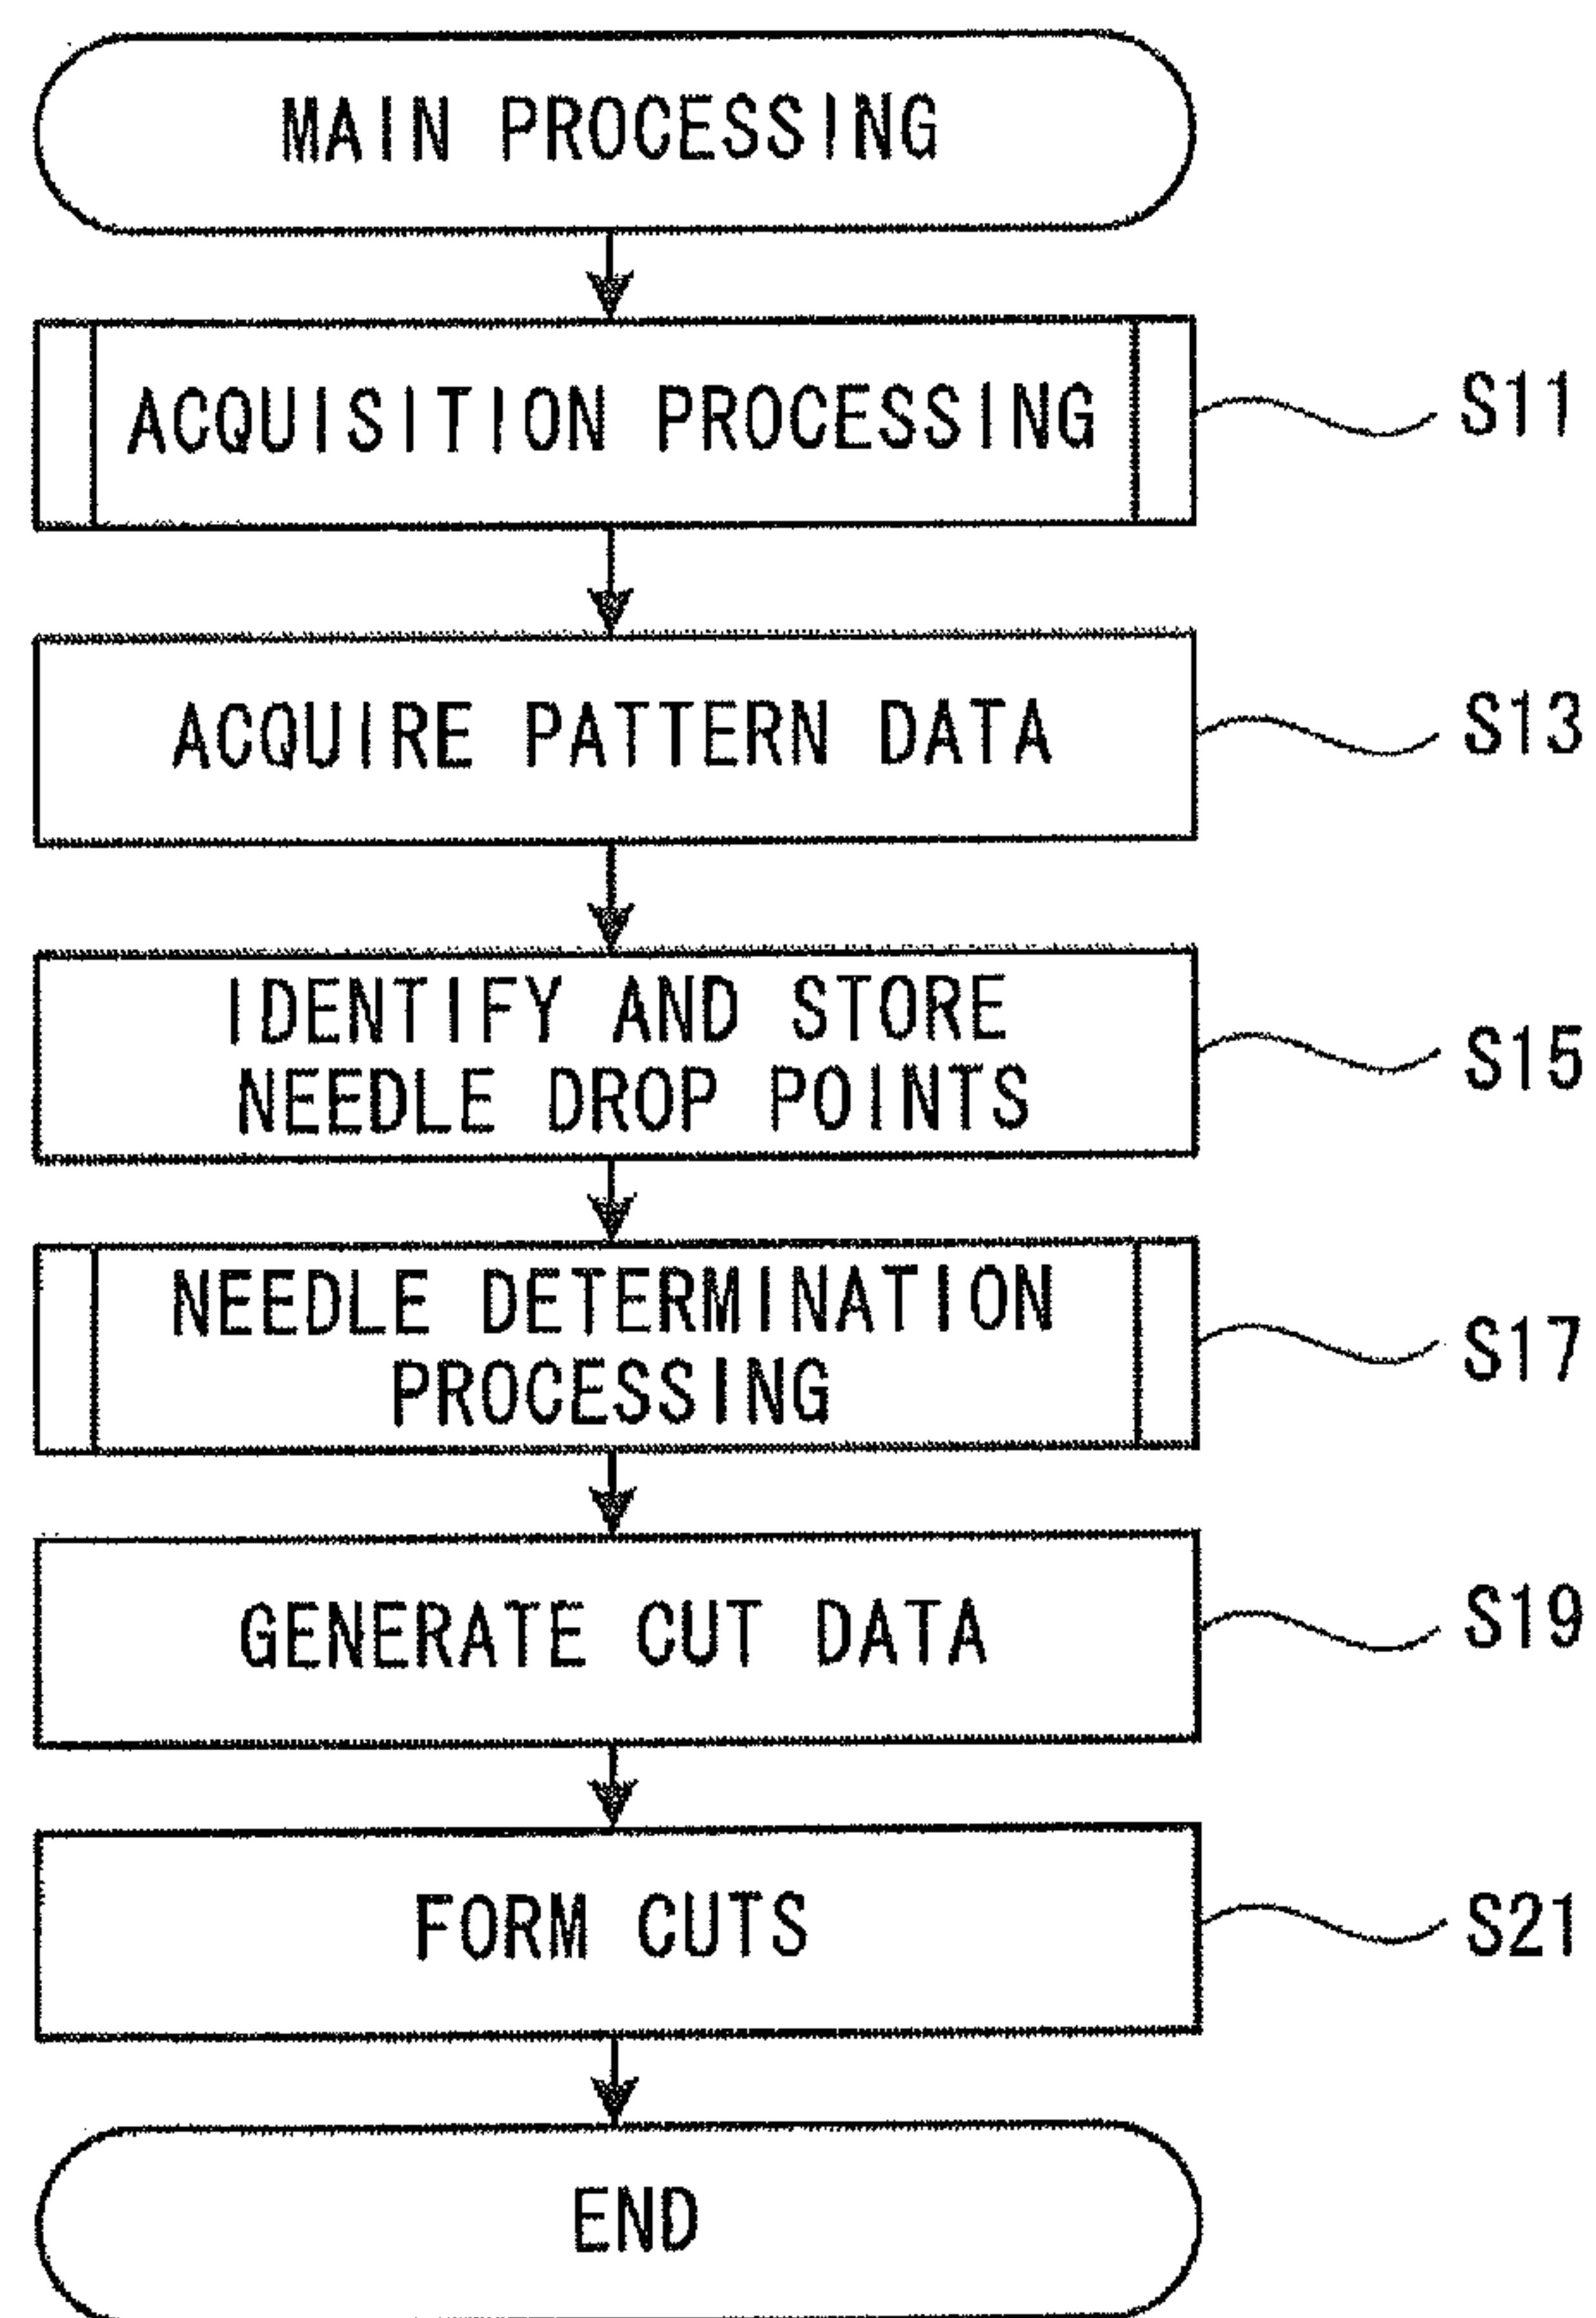 MAIN PROCESSING
ACQUISITION PROCESSING
S11
ACQUIRE PATTERN DATA
S13
IDENTIFY AND STORE
NEEDLE DROP POINTS
S15
NEEDLE DETERMINATION
PROCESSING
S17
GENERATE CUT DATA
S19
FORM CUTS
S21
END